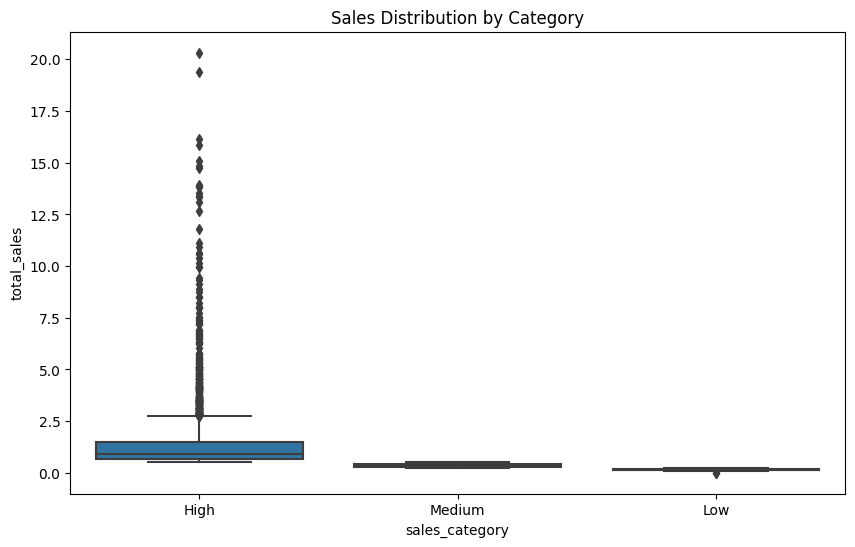 Sales Distribution by Category
total_sales
20.0
17.5
15.0
12.5
10.0
7.5
5.0
2.5
0.0
High Medium Low
sales_category